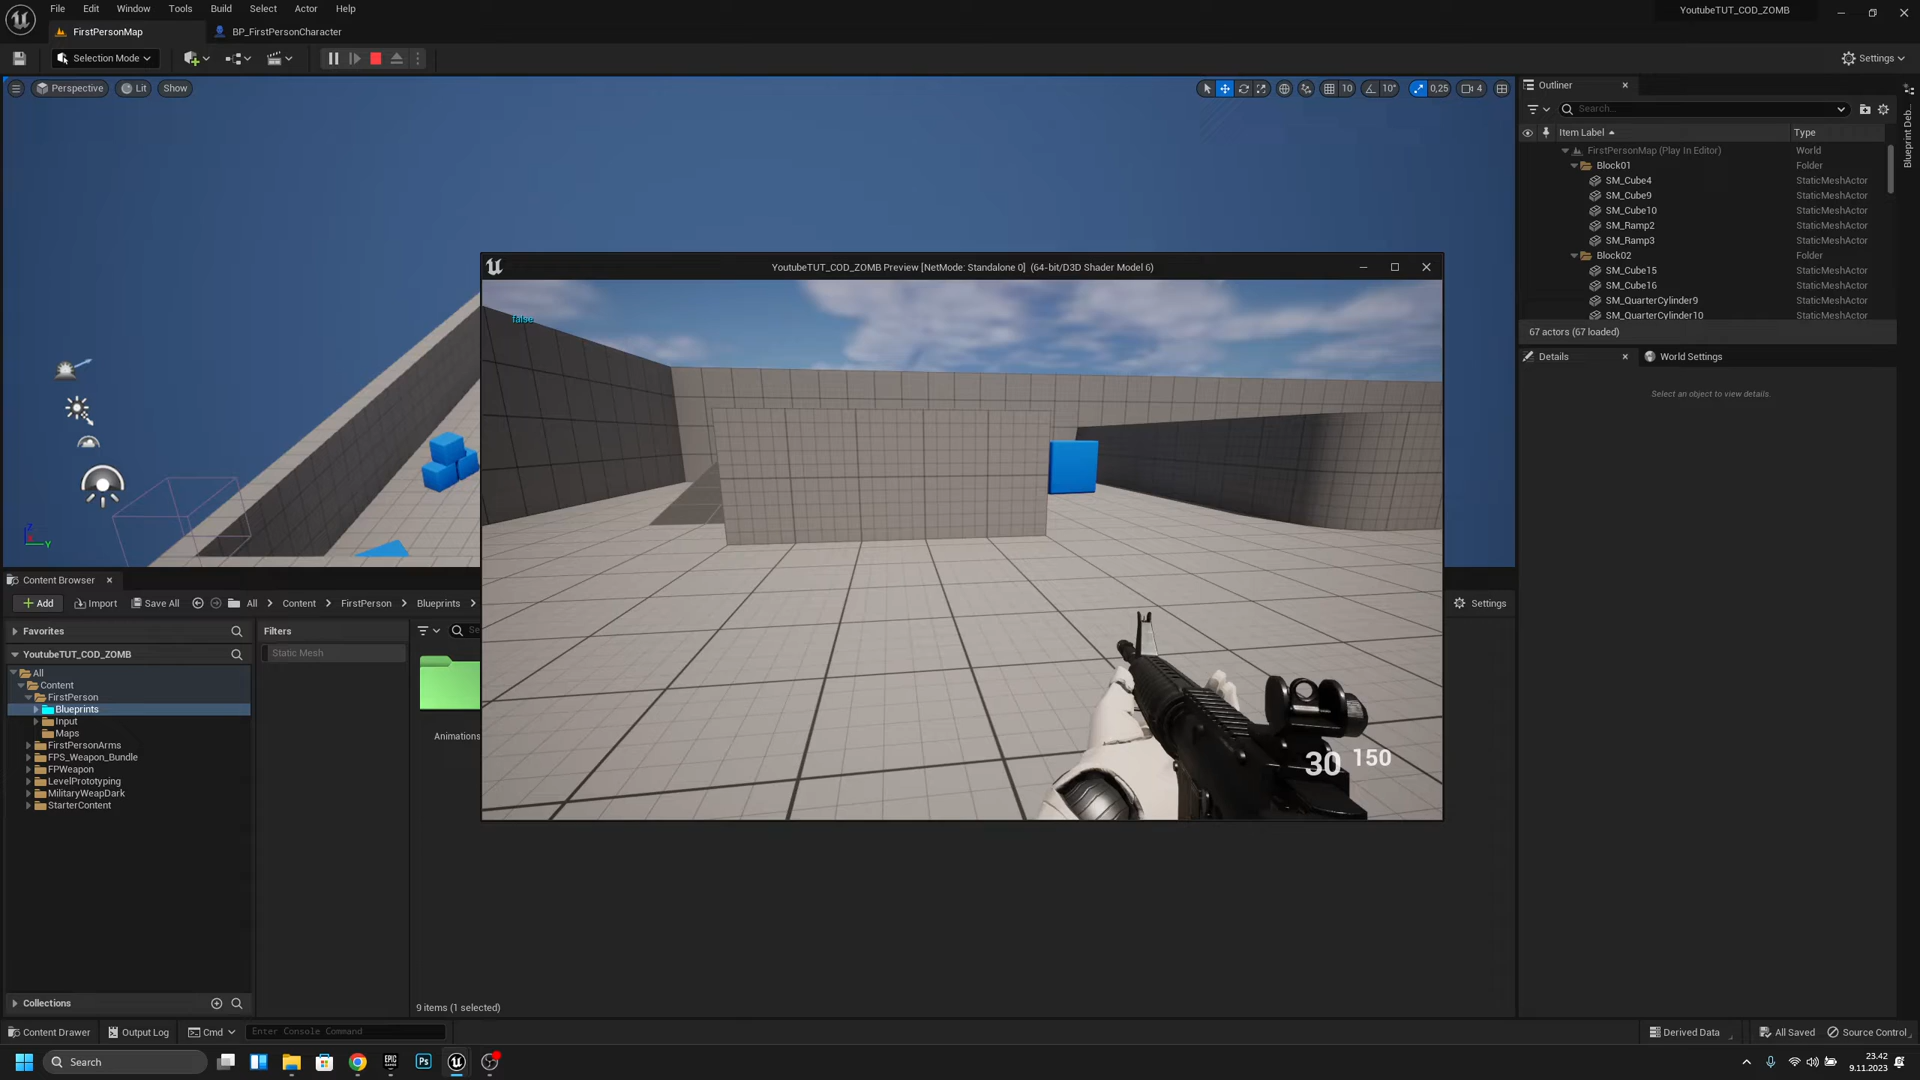 File Edit Window Tools Build Select Actor Help
YoutubeTUT_COD_ZOMB
FirstPersonMap
BP_FirstPersonCharacter
Selection Mode
Settings
Perspective Lit Show
10 10° 0,25 4
Outliner
Search...
Item Label Type
FirstPersonMap (Play In Editor) World
Block01 Folder
SM_Cube4 StaticMeshActor
SM_Cube9 StaticMeshActor
SM_Cube10 StaticMeshActor
SM_Ramp2 StaticMeshActor
SM_Ramp3 StaticMeshActor
Block02 Folder
SM_Cube15 StaticMeshActor
SM_Cube16 StaticMeshActor
SM_QuarterCylinder9 StaticMeshActor
SM_QuarterCylinder10 StaticMeshActor
67 actors (67 loaded)
Blueprint Deb...
Details
World Settings
Select an object to view details.
YoutubeTUT_COD_ZOMB Preview [NetMode: Standalone 0] (64-bit/D3D Shader Model 6)
false
30 150
Z
Y
Content Browser
Add Import Save All All Content FirstPerson Blueprints
Settings
Favorites
YoutubeTUT_COD_ZOMB
All
Content
FirstPerson
Blueprints
Input
Maps
FirstPersonArms
FPS_Weapon_Bundle
FPWeapon
LevelPrototyping
MilitaryWeapDark
StarterContent
Filters
Static Mesh
Se
Animations
Collections
9 items (1 selected)
Content Drawer Output Log Cmd Enter Console Command
Derived Data All Saved Source Control
Search
EPIC
Ps
23.42
9.11.2023